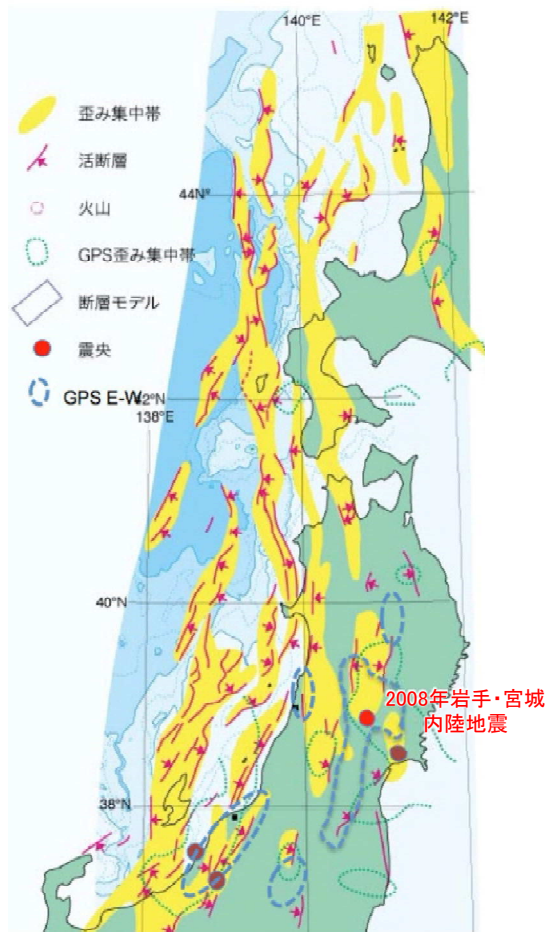 140°E
142°E
歪み集中帯
活断層
44N°
火山
GPS歪み集中帯
断層モデル
震央
GPS E-W
42°N
138°E
40°N
2008年岩手・宮城
内陸地震
38°N